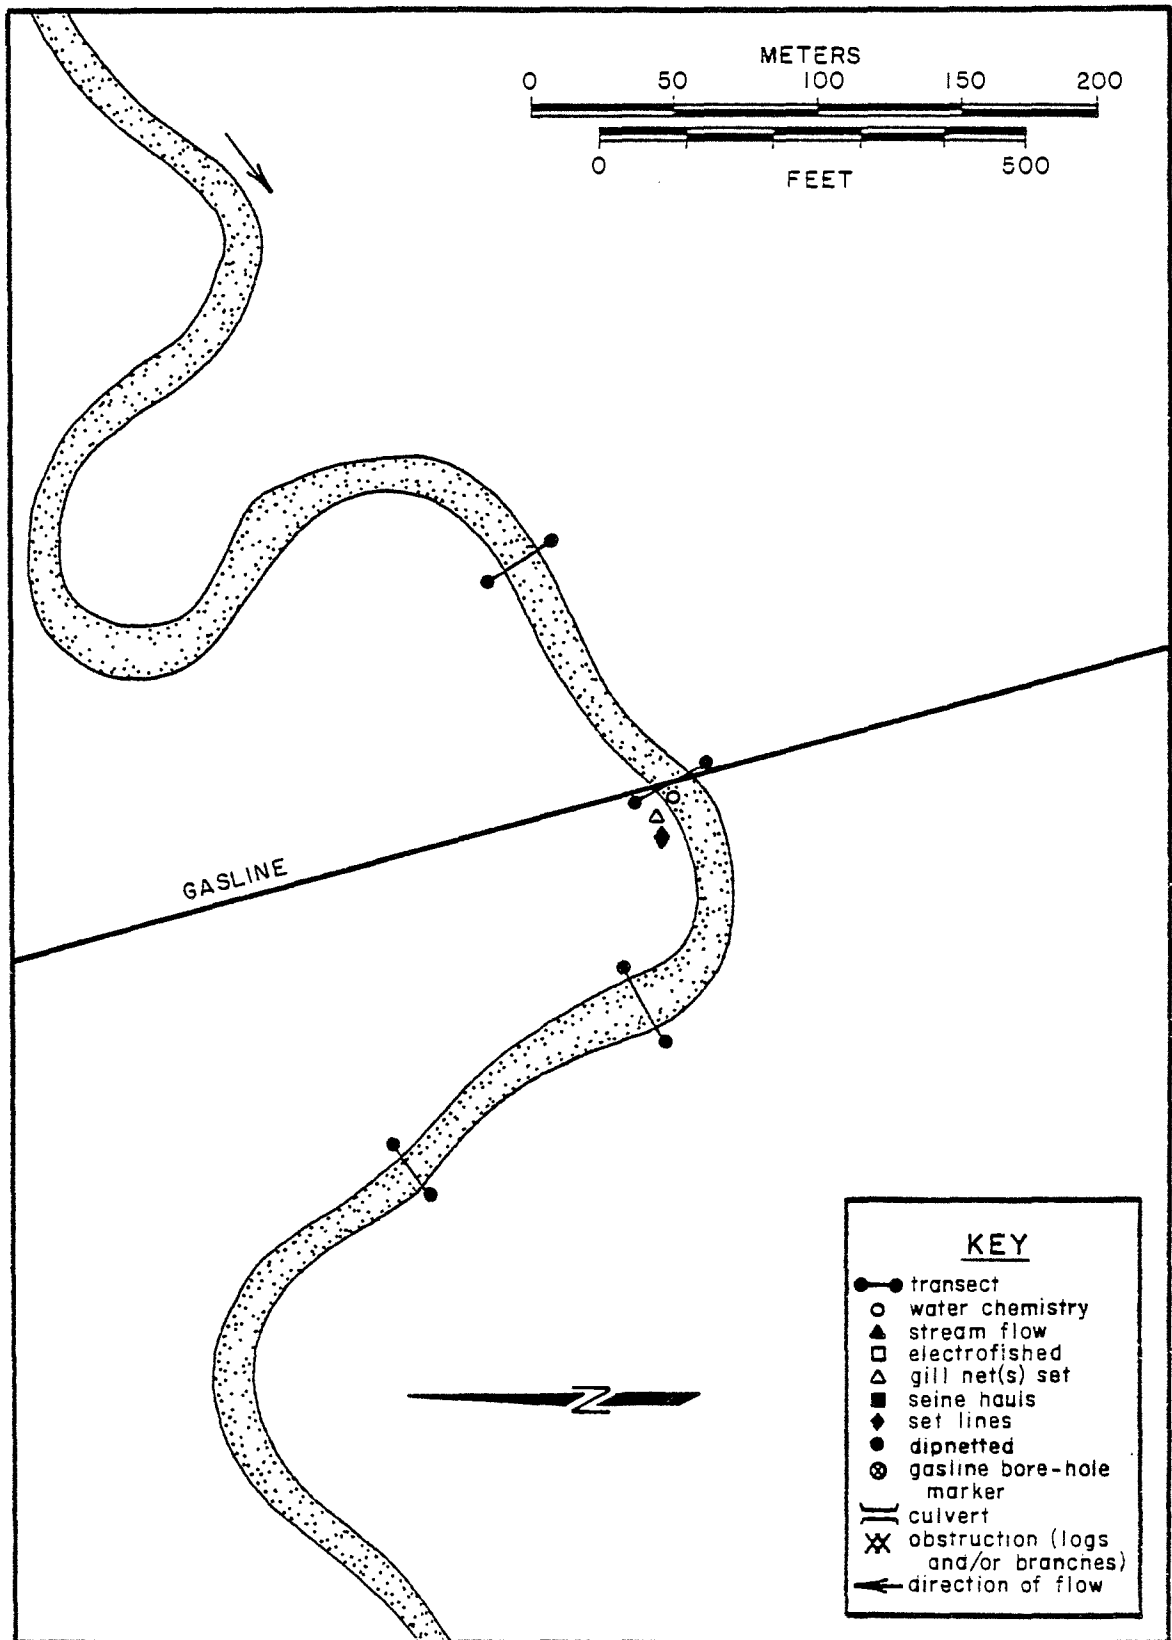 METERS
0 50 100 150 200
0 500
FEET
GASLINE
N
KEY
transect
water chemistry
stream flow
electrofished
gill net(s) set
seine hauls
set lines
dipnetted
gasline bore-hole
marker
culvert
obstruction (logs
and/or branches)
direction of flow